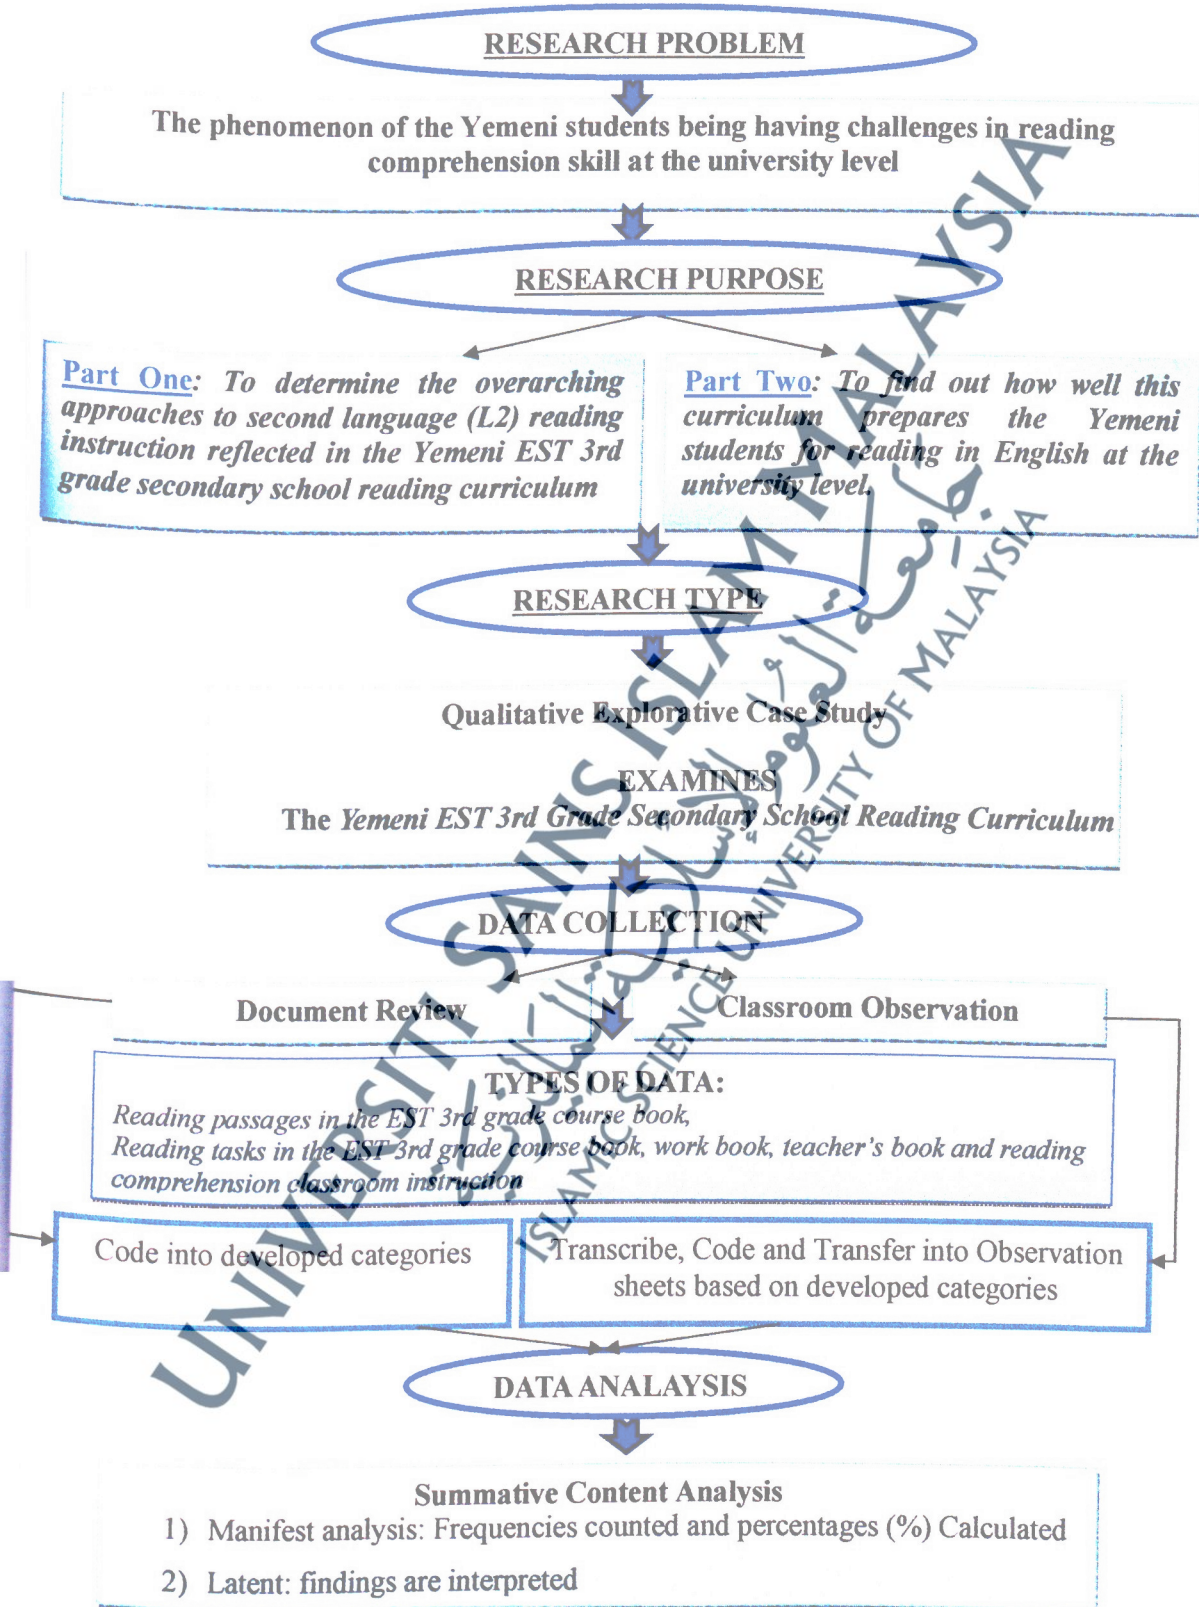 RESEARCH PROBLEM
The phenomenon of the Yemeni students being having challenges in reading
comprehension skill at the university level
RESEARCH PURPOSE
Part One: To determine the overarching
approaches to second language (L2) reading
instruction reflected in the Yemeni EST 3rd
grade secondary school reading curriculum
Part Two: To find out how well this
curriculum prepares the Yemeni
students for reading in English at the
university level.
RESEARCH TYPE
Qualitative Explorative Case Study
EXAMINES
The Yemeni EST 3rd Grade Secondary School Reading Curriculum
DATA COLLECTION
Document Review
Classroom Observation
TYPES OF DATA:
Reading passages in the EST 3rd grade course book,
Reading tasks in the EST 3rd grade course book, work book, teacher's book and reading
comprehension classroom instruction
Code into developed categories
Transcribe, Code and Transfer into Observation
sheets based on developed categories
DATA ANALAYSIS
Summative Content Analysis
1) Manifest analysis: Frequencies counted and percentages (%) Calculated
2) Latent: findings are interpreted
UNIVERSITI SAINS ISLAM MALAYSIA
جامعة العلوم الإسلامية الماليزية
ISLAMIC SCIENCE UNIVERSITY OF MALAYSIA